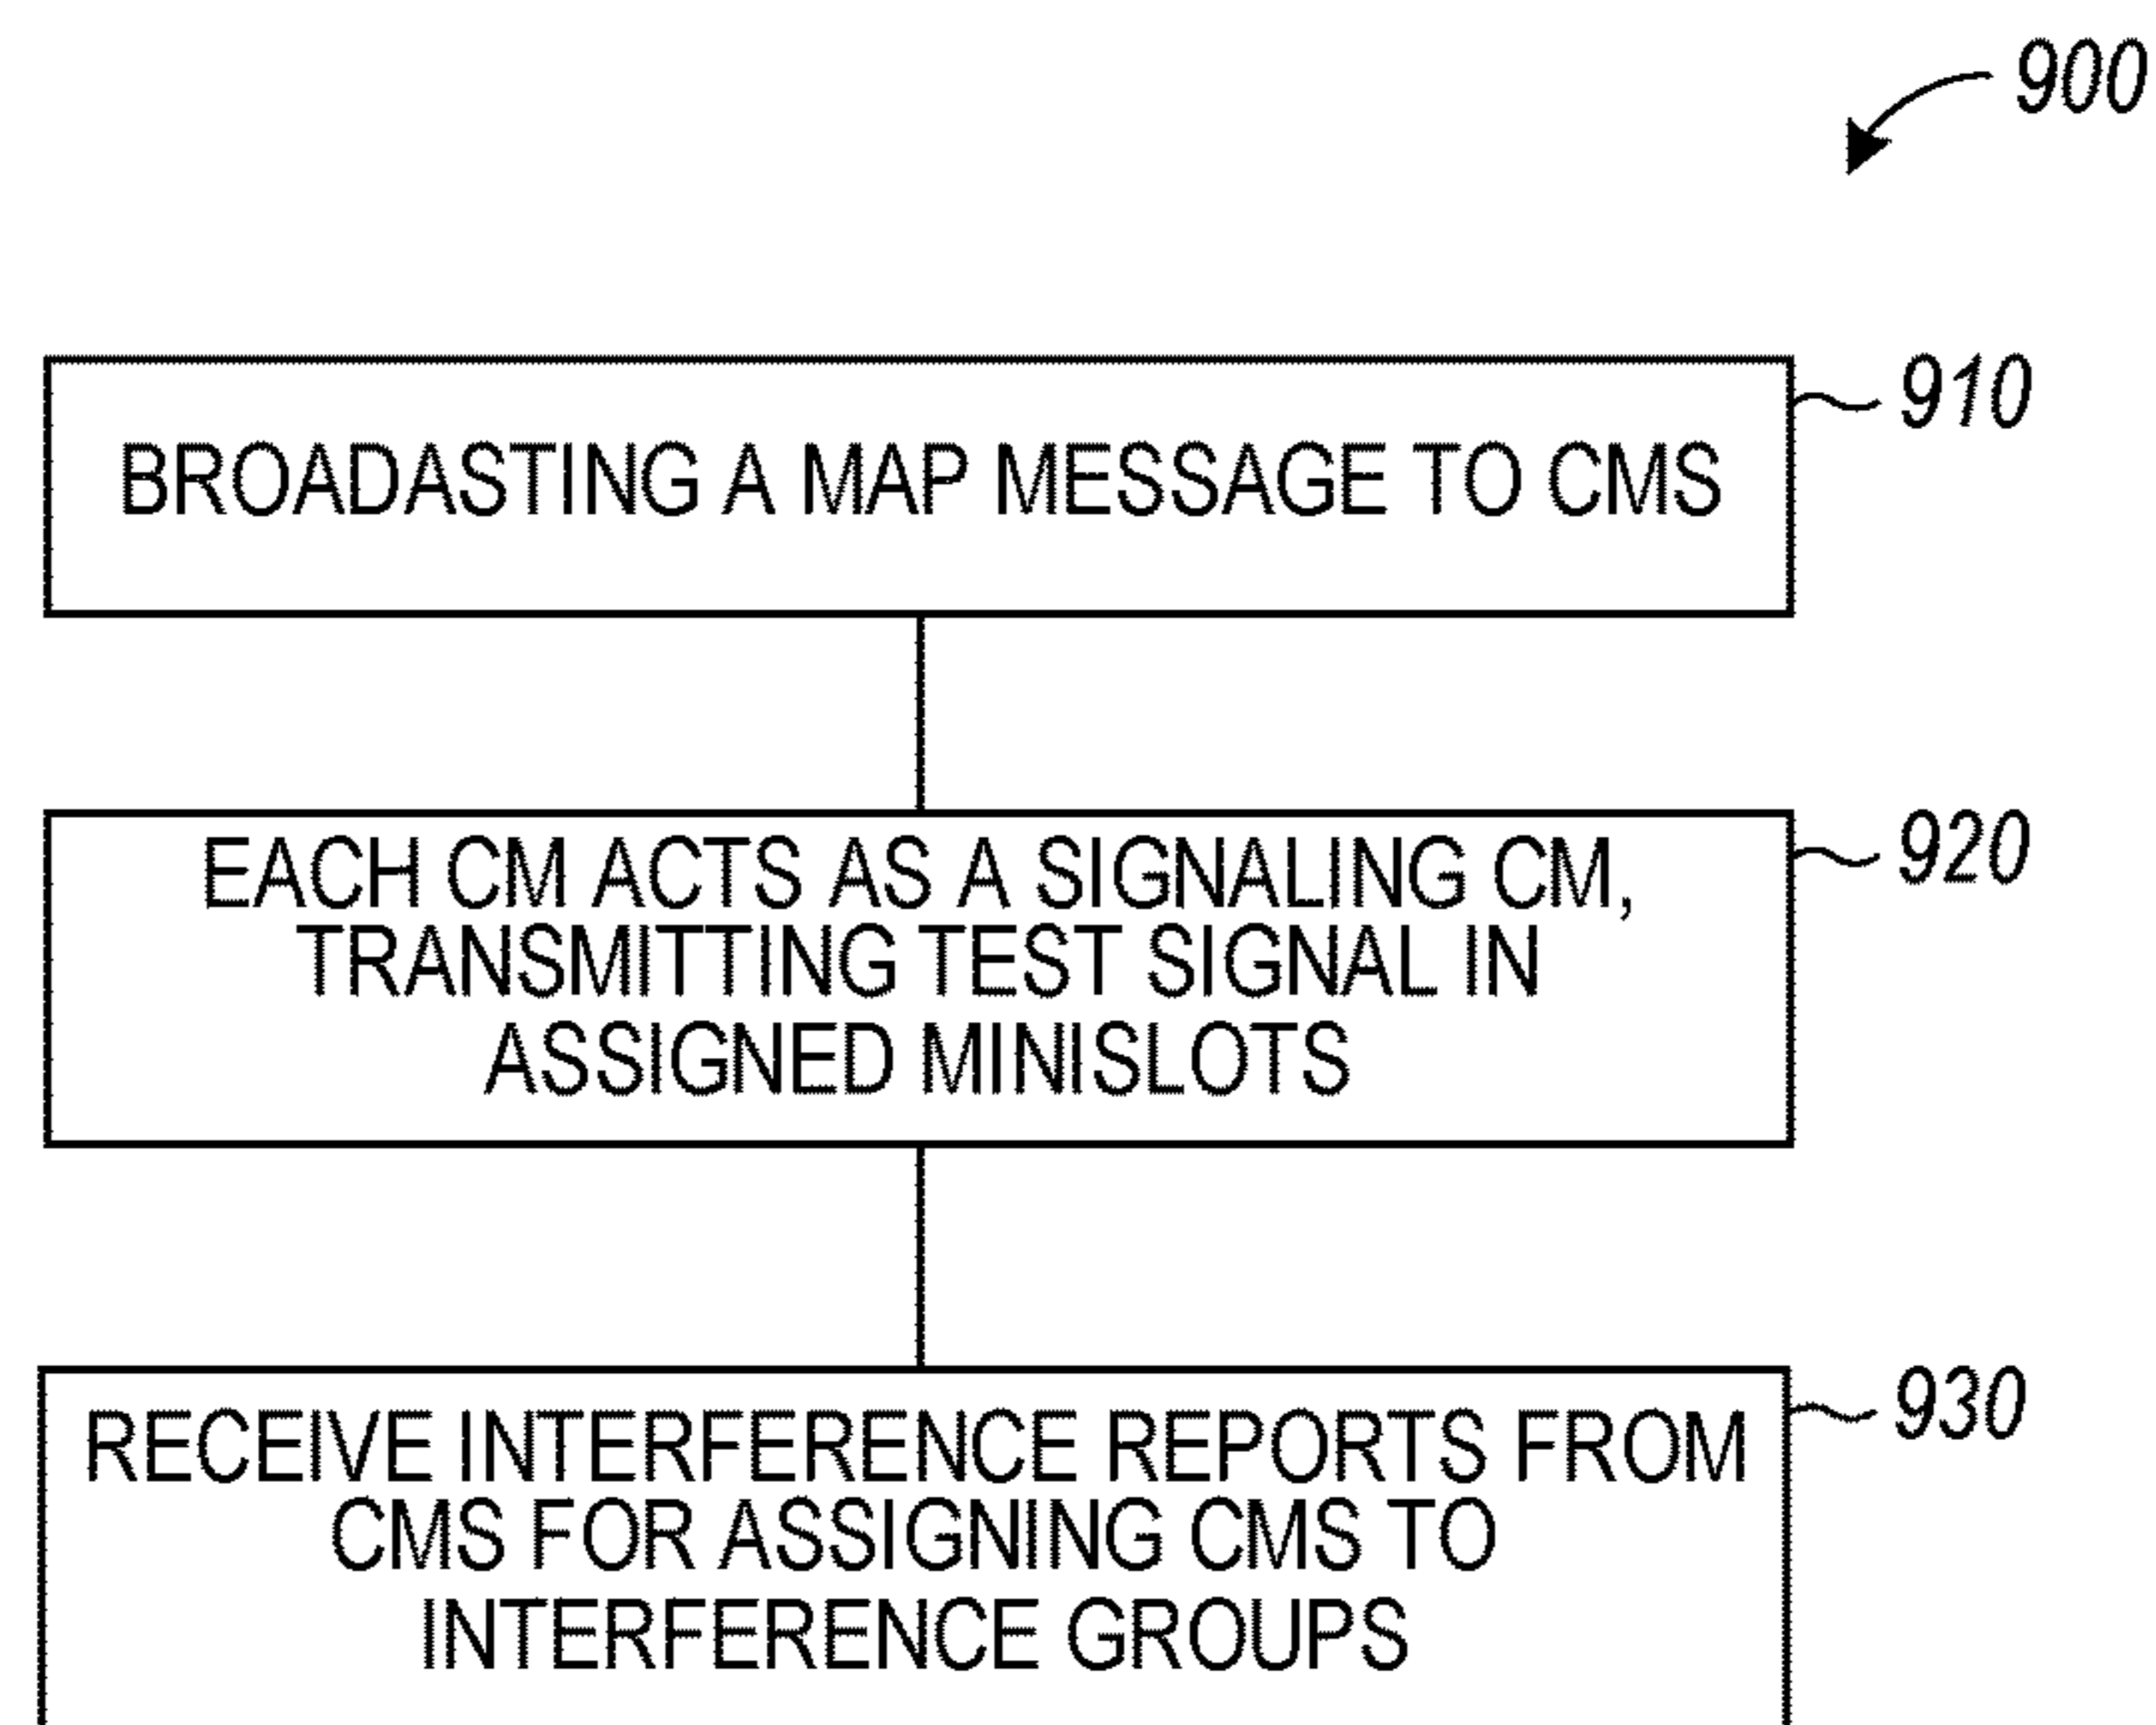 900
910
BROADASTING A MAP MESSAGE TO CMS
920
EACH CM ACTS AS A SIGNALING CM,
TRANSMITTING TEST SIGNAL IN
ASSIGNED MINISLOTS
930
RECEIVE INTERFERENCE REPORTS FROM
CMS FOR ASSIGNING CMS TO
INTERFERENCE GROUPS